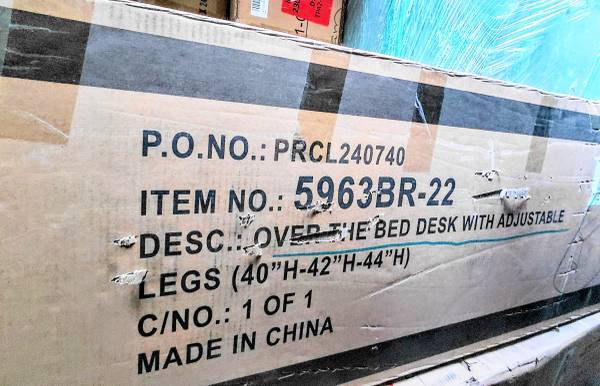 P.O.NO.: PRCL240740
ITEM NO.: 5963BR-22
DESC.: OVER THE BED DESK WITH ADJUSTABLE
LEGS (40”H-42”H-44”H)
C/NO.: 1 OF 1
MADE IN CHINA